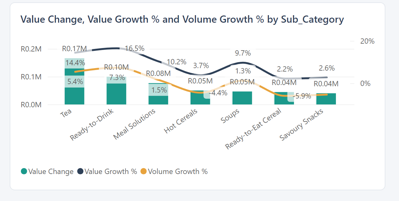 Value Change, Value Growth % and Volume Growth % by Sub_Category
R0.2M
R0.1M
R0.0M
20%
0%
R0.17M
16.5%
14.4%
5.4%
R0.10M
7.3%
10.2%
R0.08M
1.5%
3.7%
R0.05M
-4.4%
9.7%
1.3%
R0.05M
2.2%
R0.04M
-5.9%
2.6%
R0.04M
Tea
Ready-to-Drink
Meal Solutions
Hot Cereals
Soups
Ready-to-Eat Cereal
Savoury Snacks
Value Change Value Growth % Volume Growth %